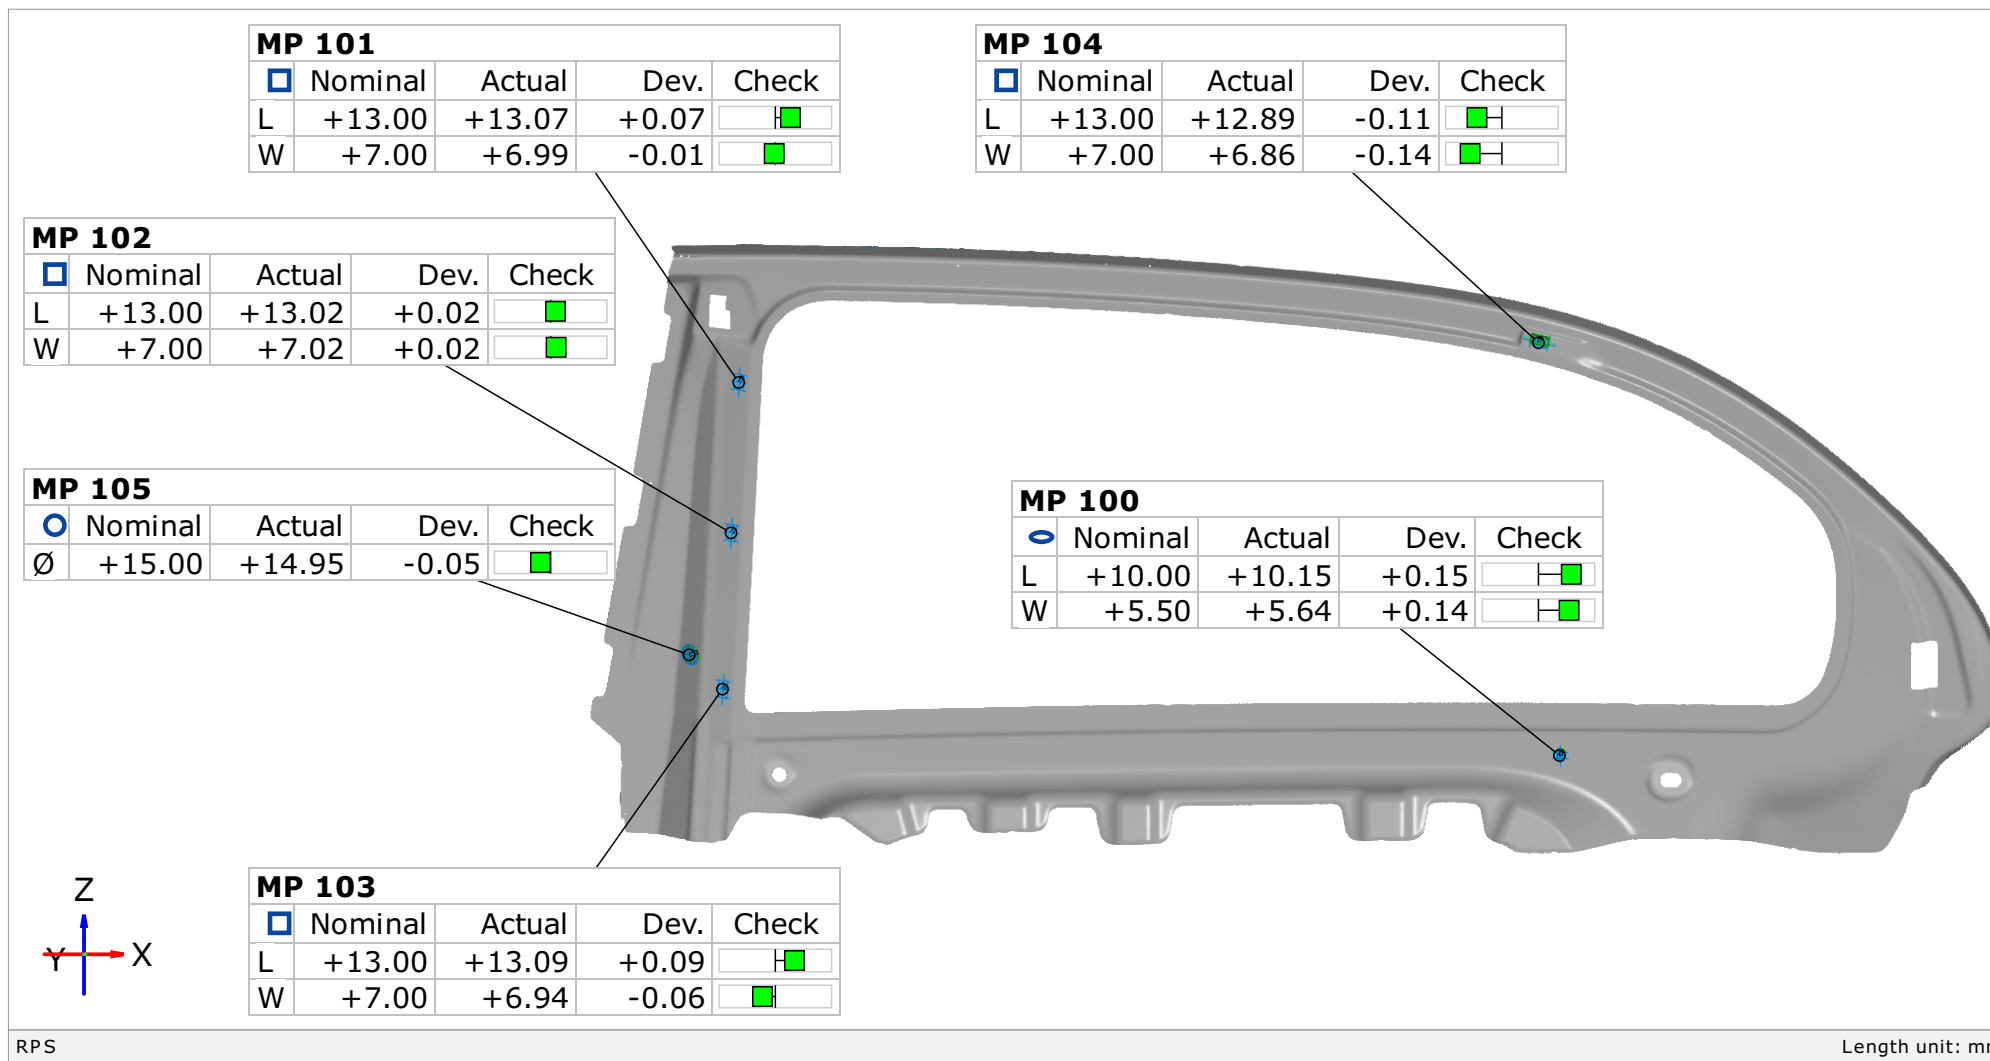 MP 101
Nominal Actual Dev. Check
L +13.00 +13.07 +0.07
W +7.00 +6.99 -0.01
MP 104
Nominal Actual Dev. Check
L +13.00 +12.89 -0.11
W +7.00 +6.86 -0.14
MP 102
Nominal Actual Dev. Check
L +13.00 +13.02 +0.02
W +7.00 +7.02 +0.02
MP 105
Nominal Actual Dev. Check
Ø +15.00 +14.95 -0.05
MP 100
Nominal Actual Dev. Check
L +10.00 +10.15 +0.15
W +5.50 +5.64 +0.14
MP 103
Nominal Actual Dev. Check
L +13.00 +13.09 +0.09
W +7.00 +6.94 -0.06
Z
Y X
RPS
Length unit: